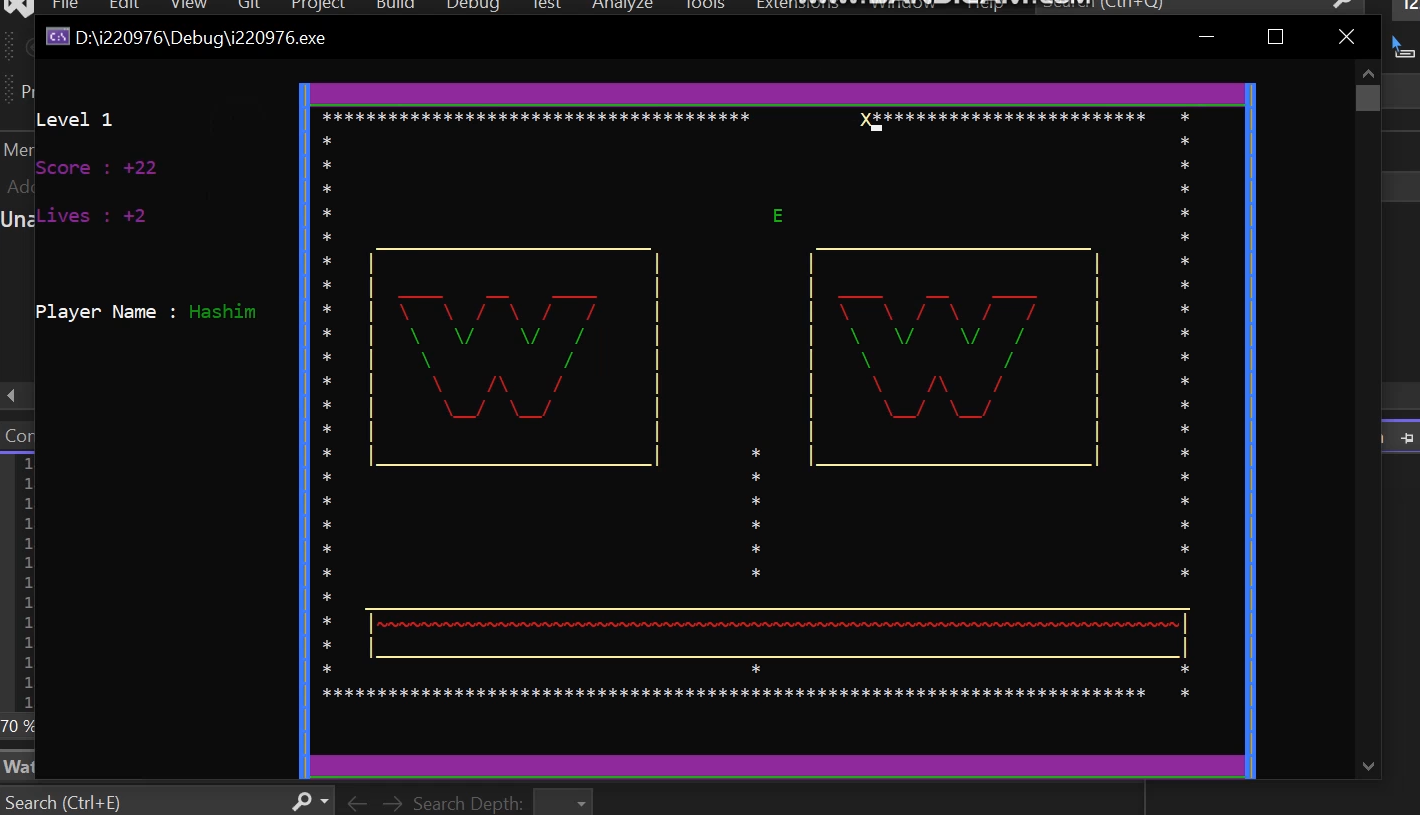 File Edit View Git Project Build Debug Test Analyze Tools Extensions Window Help Search (Ctrl+Q)
D:\i220976\Debug\i220976.exe
Level 1
Score : +22
Lives : +2
Player Name : Hashim
X
E
70 %
Search (Ctrl+E)
Search Depth: